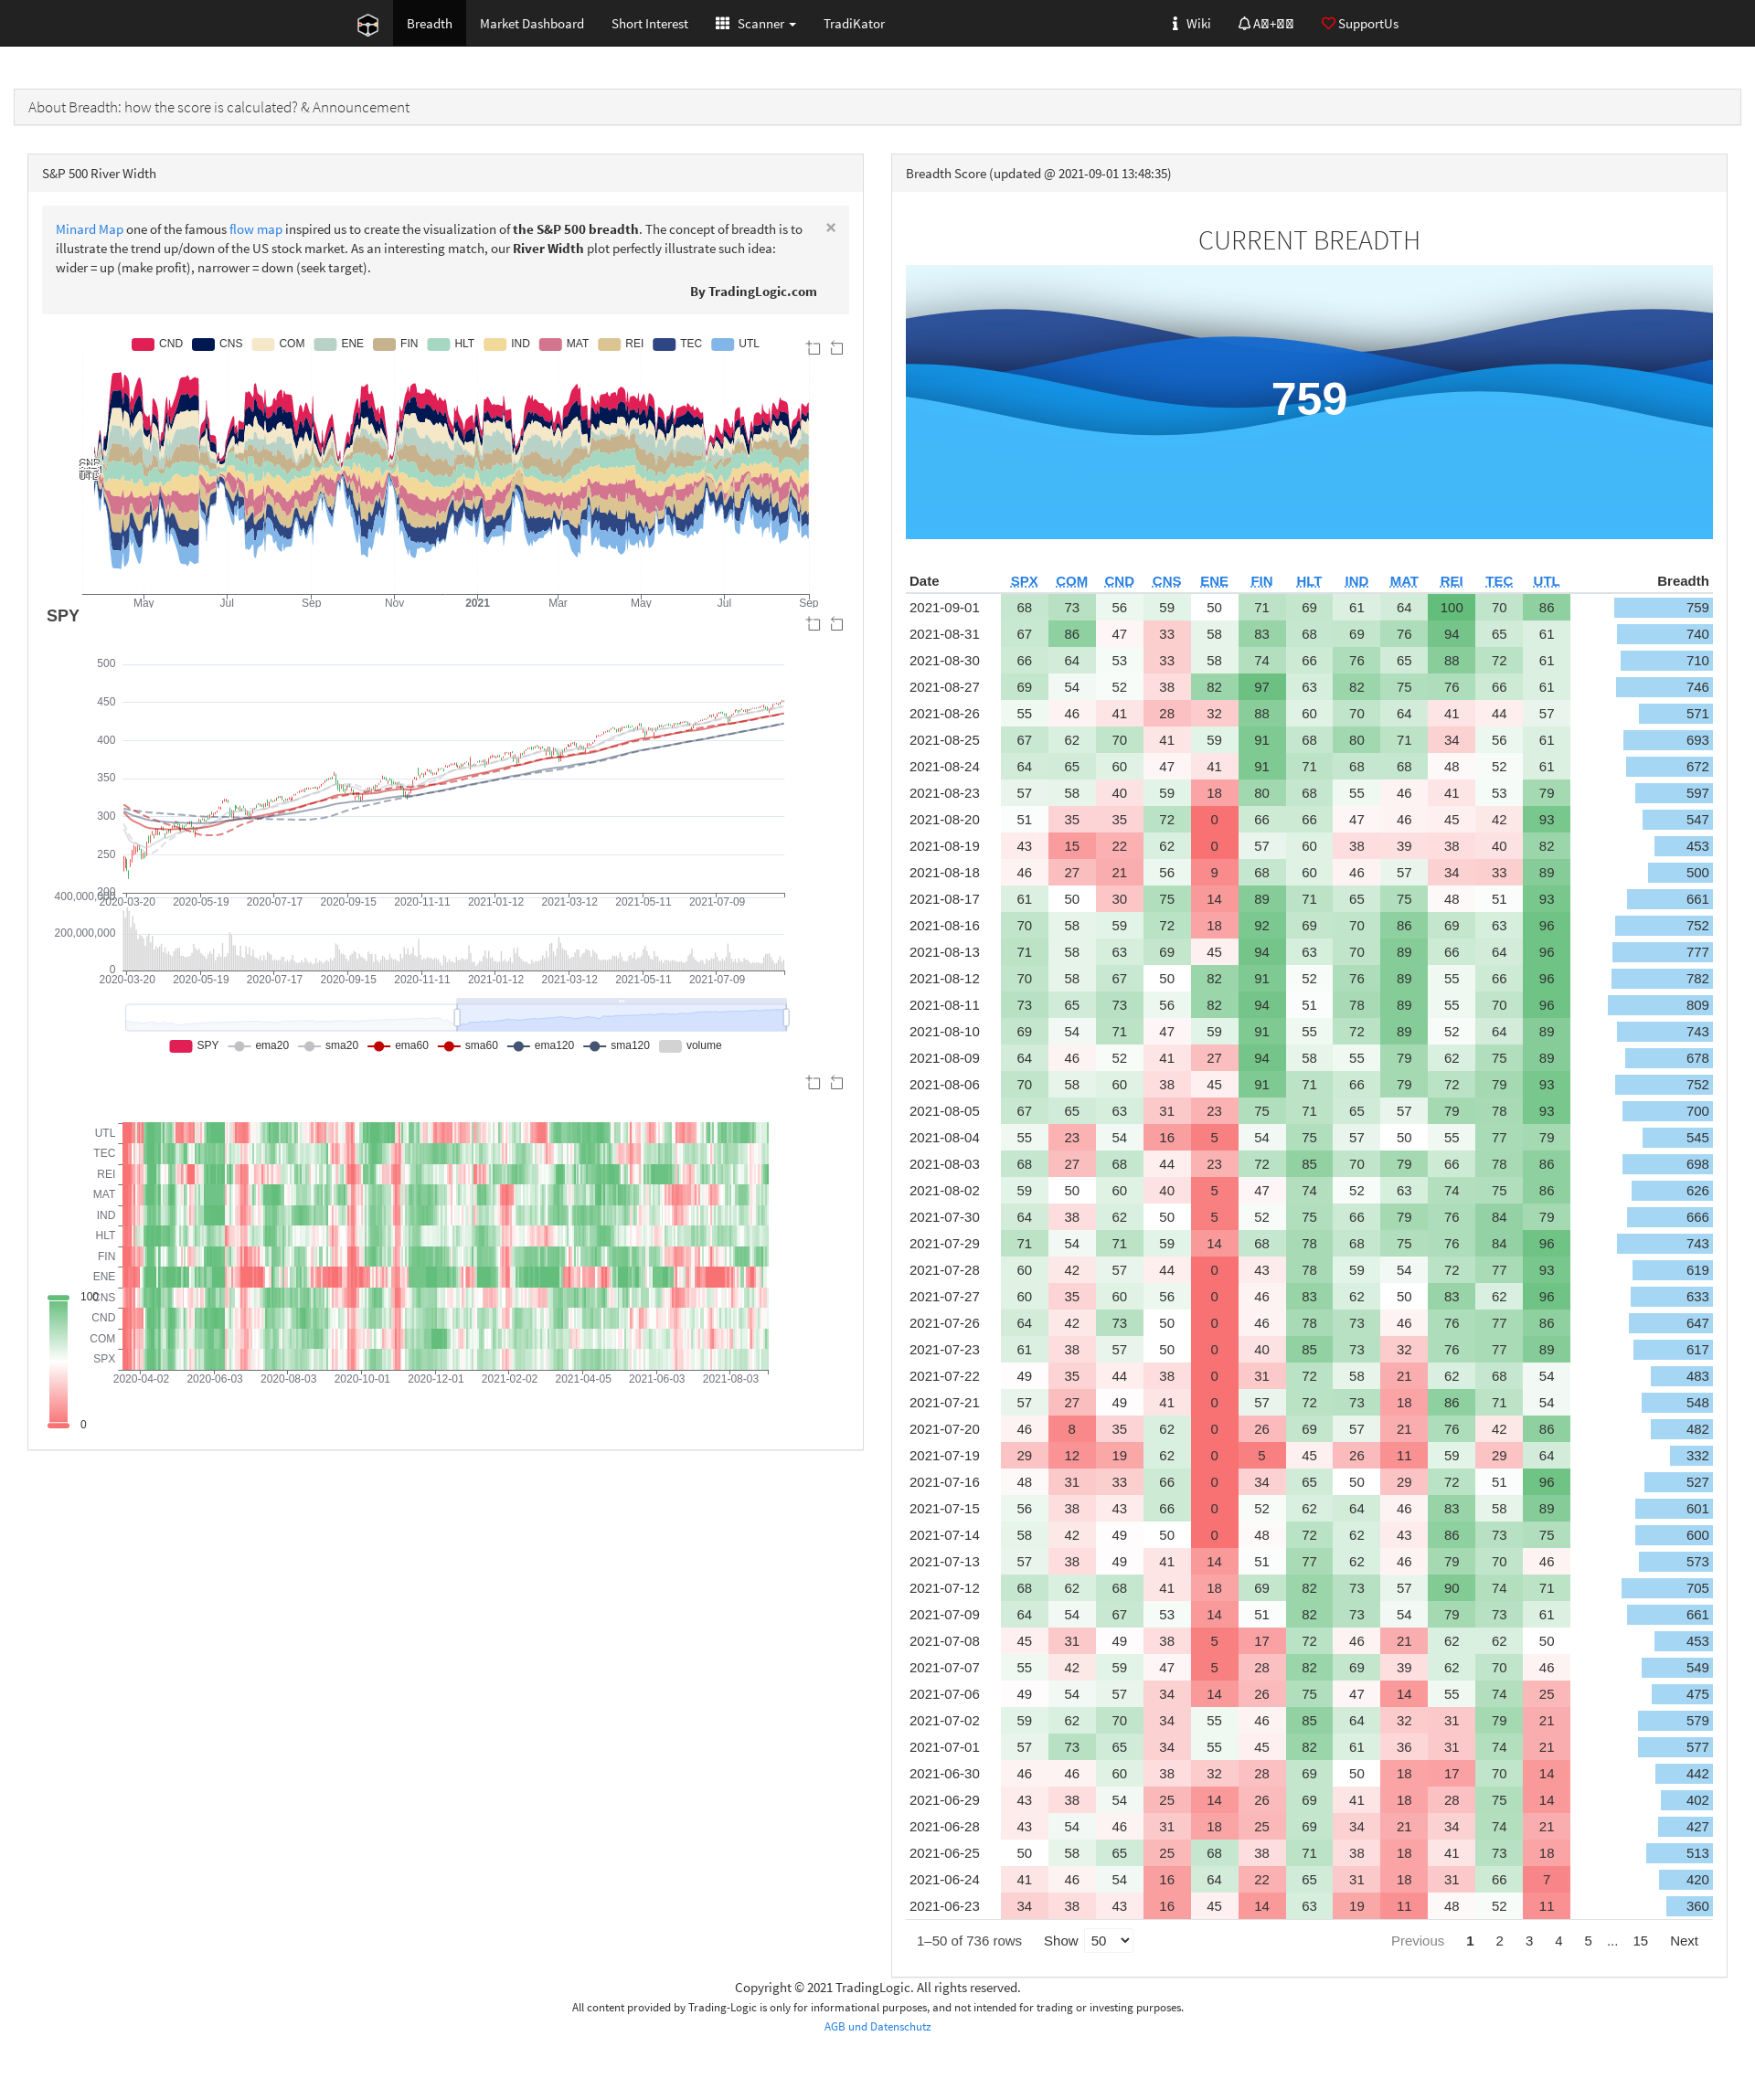 Breadth Market Dashboard Short Interest Scanner TradiKator Wiki SupportUs
About Breadth: how the score is calculated? & Announcement
S&P 500 River Width
Minard Map one of the famous flow map inspired us to create the visualization of the S&P 500 breadth. The concept of breadth is to
illustrate the trend up/down of the US stock market. As an interesting match, our River Width plot perfectly illustrate such idea:
wider = up (make profit), narrower = down (seek target).
×
By TradingLogic.com
CND CNS COM ENE FIN HLT IND MAT REI TEC UTL
UTL
May Jul Sep Nov 2021 Mar May Jul Sep
SPY
500
450
400
350
300
250
200
2020-03-20 2020-05-19 2020-07-17 2020-09-15 2020-11-11 2021-01-12 2021-03-12 2021-05-11 2021-07-09
400,000,000
200,000,000
0
2020-03-20 2020-05-19 2020-07-17 2020-09-15 2020-11-11 2021-01-12 2021-03-12 2021-05-11 2021-07-09
SPY ema20 sma20 ema60 sma60 ema120 sma120 volume
UTL
TEC
REI
MAT
IND
HLT
FIN
ENE
CNS
CND
COM
SPX
100
0
2020-04-02 2020-06-03 2020-08-03 2020-10-01 2020-12-01 2021-02-02 2021-04-05 2021-06-03 2021-08-03
Breadth Score (updated @ 2021-09-01 13:48:35)
CURRENT BREADTH
759
Date SPX COM CND CNS ENE FIN HLT IND MAT REI TEC UTL Breadth
2021-09-01 68 73 56 59 50 71 69 61 64 100 70 86 759
2021-08-31 67 86 47 33 58 83 68 69 76 94 65 61 740
2021-08-30 66 64 53 33 58 74 66 76 65 88 72 61 710
2021-08-27 69 54 52 38 82 97 63 82 75 76 66 61 746
2021-08-26 55 46 41 28 32 88 60 70 64 41 44 57 571
2021-08-25 67 62 70 41 59 91 68 80 71 34 56 61 693
2021-08-24 64 65 60 47 41 91 71 68 68 48 52 61 672
2021-08-23 57 58 40 59 18 80 68 55 46 41 53 79 597
2021-08-20 51 35 35 72 0 66 66 47 46 45 42 93 547
2021-08-19 43 15 22 62 0 57 60 38 39 38 40 82 453
2021-08-18 46 27 21 56 9 68 60 46 57 34 33 89 500
2021-08-17 61 50 30 75 14 89 71 65 75 48 51 93 661
2021-08-16 70 58 59 72 18 92 69 70 86 69 63 96 752
2021-08-13 71 58 63 69 45 94 63 70 89 66 64 96 777
2021-08-12 70 58 67 50 82 91 52 76 89 55 66 96 782
2021-08-11 73 65 73 56 82 94 51 78 89 55 70 96 809
2021-08-10 69 54 71 47 59 91 55 72 89 52 64 89 743
2021-08-09 64 46 52 41 27 94 58 55 79 62 75 89 678
2021-08-06 70 58 60 38 45 91 71 66 79 72 79 93 752
2021-08-05 67 65 63 31 23 75 71 65 57 79 78 93 700
2021-08-04 55 23 54 16 5 54 75 57 50 55 77 79 545
2021-08-03 68 27 68 44 23 72 85 70 79 66 78 86 698
2021-08-02 59 50 60 40 5 47 74 52 63 74 75 86 626
2021-07-30 64 38 62 50 5 52 75 66 79 76 84 79 666
2021-07-29 71 54 71 59 14 68 78 68 75 76 84 96 743
2021-07-28 60 42 57 44 0 43 78 59 54 72 77 93 619
2021-07-27 60 35 60 56 0 46 83 62 50 83 62 96 633
2021-07-26 64 42 73 50 0 46 78 73 46 76 77 86 647
2021-07-23 61 38 57 50 0 40 85 73 32 76 77 89 617
2021-07-22 49 35 44 38 0 31 72 58 21 62 68 54 483
2021-07-21 57 27 49 41 0 57 72 73 18 86 71 54 548
2021-07-20 46 8 35 62 0 26 69 57 21 76 42 86 482
2021-07-19 29 12 19 62 0 5 45 26 11 59 29 64 332
2021-07-16 48 31 33 66 0 34 65 50 29 72 51 96 527
2021-07-15 56 38 43 66 0 52 62 64 46 83 58 89 601
2021-07-14 58 42 49 50 0 48 72 62 43 86 73 75 600
2021-07-13 57 38 49 41 14 51 77 62 46 79 70 46 573
2021-07-12 68 62 68 41 18 69 82 73 57 90 74 71 705
2021-07-09 64 54 67 53 14 51 82 73 54 79 73 61 661
2021-07-08 45 31 49 38 5 17 72 46 21 62 62 50 453
2021-07-07 55 42 59 47 5 28 82 69 39 62 70 46 549
2021-07-06 49 54 57 34 14 26 75 47 14 55 74 25 475
2021-07-02 59 62 70 34 55 46 85 64 32 31 79 21 579
2021-07-01 57 73 65 34 55 45 82 61 36 31 74 21 577
2021-06-30 46 46 60 38 32 28 69 50 18 17 70 14 442
2021-06-29 43 38 54 25 14 26 69 41 18 28 75 14 402
2021-06-28 43 54 46 31 18 25 69 34 21 34 74 21 427
2021-06-25 50 58 65 25 68 38 71 38 18 41 73 18 513
2021-06-24 41 46 54 16 64 22 65 31 18 31 66 7 420
2021-06-23 34 38 43 16 45 14 63 19 11 48 52 11 360
1–50 of 736 rows Show 50 Previous 1 2 3 4 5 ... 15 Next
Copyright © 2021 TradingLogic. All rights reserved.
All content provided by Trading-Logic is only for informational purposes, and not intended for trading or investing purposes.
AGB und Datenschutz